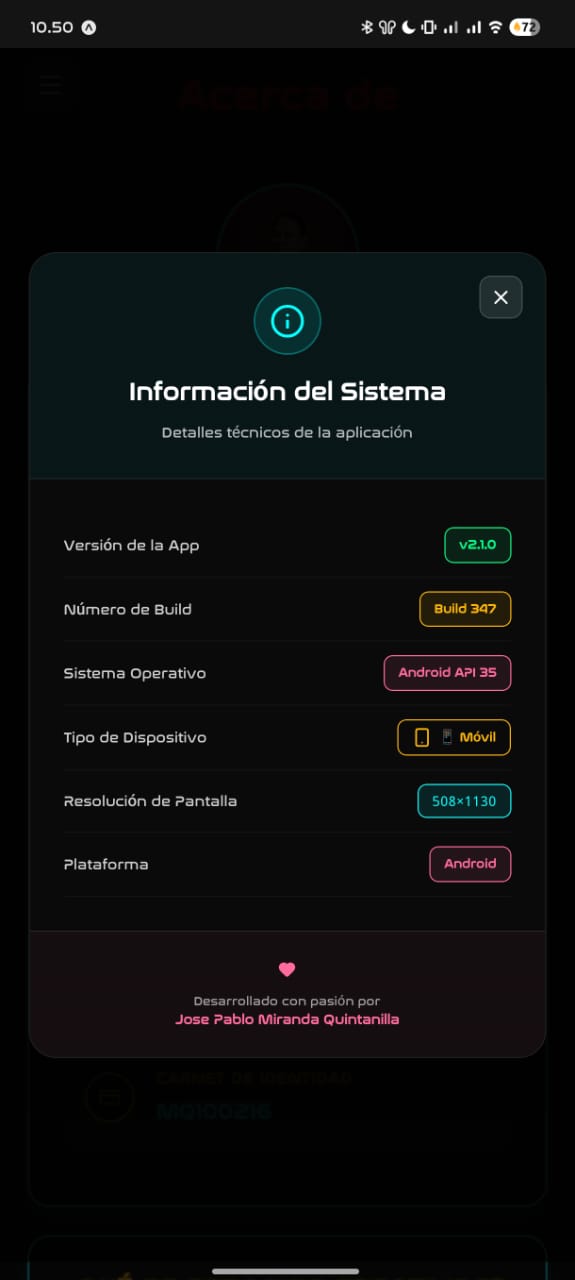 10.50
72
Acerca de
Información del Sistema
Detalles técnicos de la aplicación
Versión de la App
v2.1.0
Número de Build
Build 347
Sistema Operativo
Android API 35
Tipo de Dispositivo
Móvil
Resolución de Pantalla
508×1130
Plataforma
Android
Desarrollado con pasión por
Jose Pablo Miranda Quintanilla
CARNET DE IDENTIDAD
MQ100216